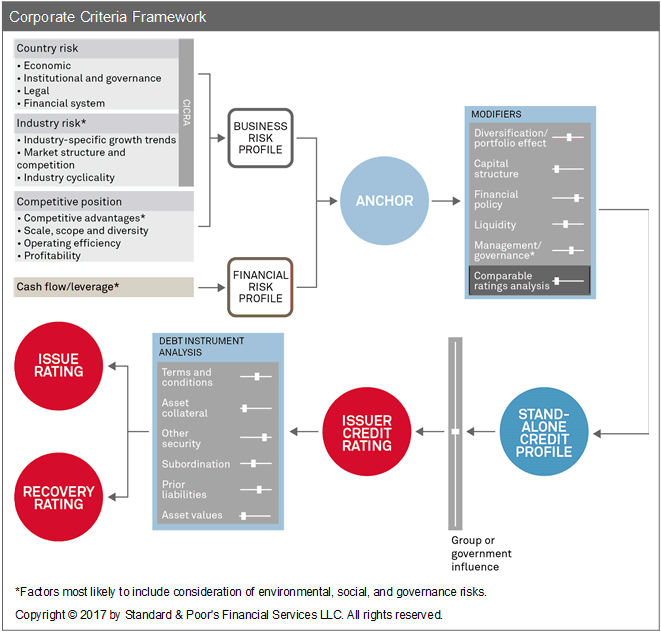 Corporate Criteria Framework
Country risk
• Economic
• Institutional and governance
• Legal
• Financial system
Industry risk*
• Industry-specific growth trends
• Market structure and
competition
• Industry cyclicality
CICRA
Competitive position
• Competitive advantages*
• Scale, scope and diversity
• Operating efficiency
• Profitability
Cash flow/leverage*
BUSINESS
RISK
PROFILE
FINANCIAL
RISK
PROFILE
ANCHOR
MODIFIERS
Diversification/
portfolio effect
Capital
structure
Financial
policy
Liquidity
Management/
governance*
Comparable
ratings analysis
STAND-
ALONE
CREDIT
PROFILE
Group or
government
influence
ISSUER
CREDIT
RATING
DEBT INSTRUMENT
ANALYSIS
Terms and
conditions
Asset
collateral
Other
security
Subordination
Prior
liabilities
Asset values
ISSUE
RATING
RECOVERY
RATING
*Factors most likely to include consideration of environmental, social, and governance risks.
Copyright © 2017 by Standard & Poor's Financial Services LLC. All rights reserved.